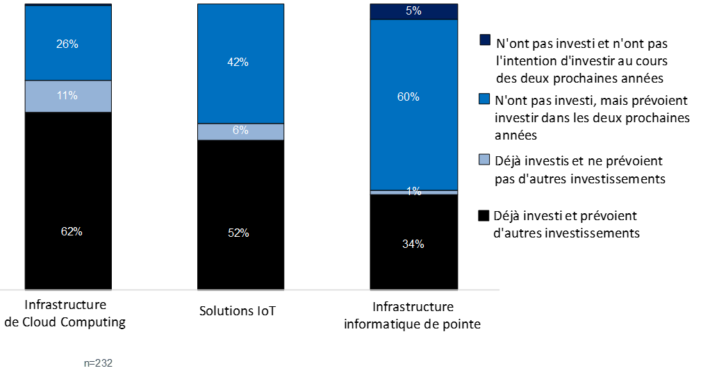 26%
11%
62%
42%
6%
52%
5%
60%
1%
34%
N'ont pas investi et n'ont pas
l'intention d'investir au cours
des deux prochaines années
N'ont pas investi, mais prévoient
investir dans les deux prochaines
années
Déjà investis et ne prévoient
pas d'autres investissements
Déjà investi et prévoient
d'autres investissements
Infrastructure
de Cloud Computing
Solutions IoT
Infrastructure
informatique de pointe
n=232